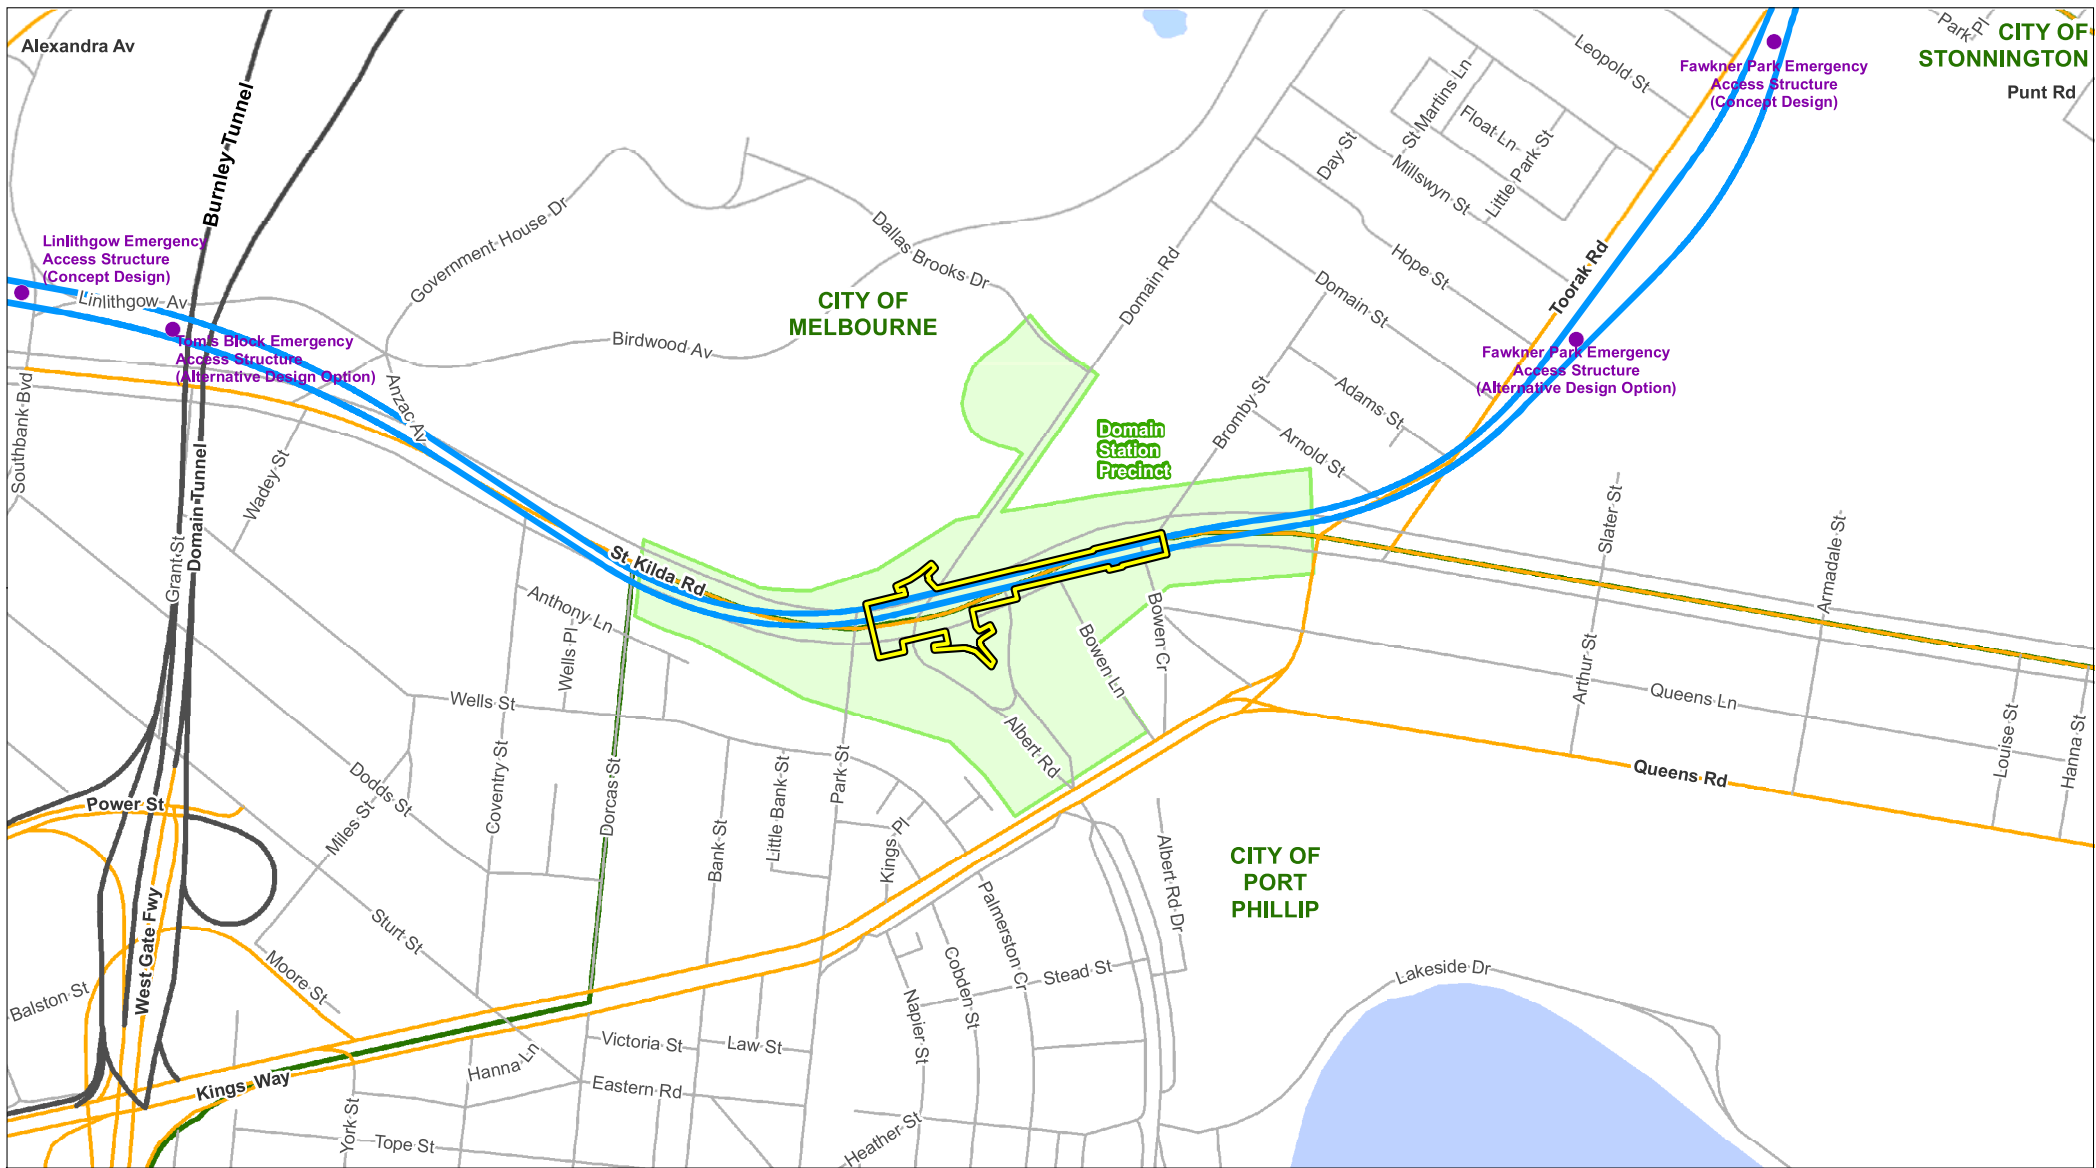 Alexandra Av
Burnley Tunnel
Leopold St
Park Pl
CITY OF
STONNINGTON
Punt Rd
Fawkner Park Emergency
Access Structure
(Concept Design)
St Martins Ln
Float Ln
Little Park St
Day St
Millswyn St
Linlithgow Emergency
Access Structure
(Concept Design)
Linlithgow Av
Government House Dr
Dallas Brooks Dr
Domain Rd
Hope St
Toorak Rd
Domain St
CITY OF
MELBOURNE
Birdwood Av
Tom's Block Emergency
Access Structure
(Alternative Design Option)
Fawkner Park Emergency
Access Structure
(Alternative Design Option)
Anzac Av
Southbank Bvd
Wadey St
Domain Tunnel
Grant St
Domain
Station
Precinct
Bromby St
Adams St
Arnold St
Slater St
Armadale St
St Kilda Rd
Anthony Ln
Wells Pl
Bowen Ln
Bowen Cr
Arthur St
Queens Ln
Louise St
Hanna St
Wells St
Albert Rd
Queens Rd
Dodds St
Coventry St
Dorcas St
Bank St
Little Bank St
Park St
Kings Pl
Power St
Miles St
CITY OF
PORT
PHILLIP
Albert Rd Dr
West Gate Fwy
Sturt St
Moore St
Palmerston Cr
Cobden St
Stead St
Lakeside Dr
Balston St
Napier St
Victoria St
Law St
Hanna Ln
Kings Way
Eastern Rd
York St
Tope St
Heather St